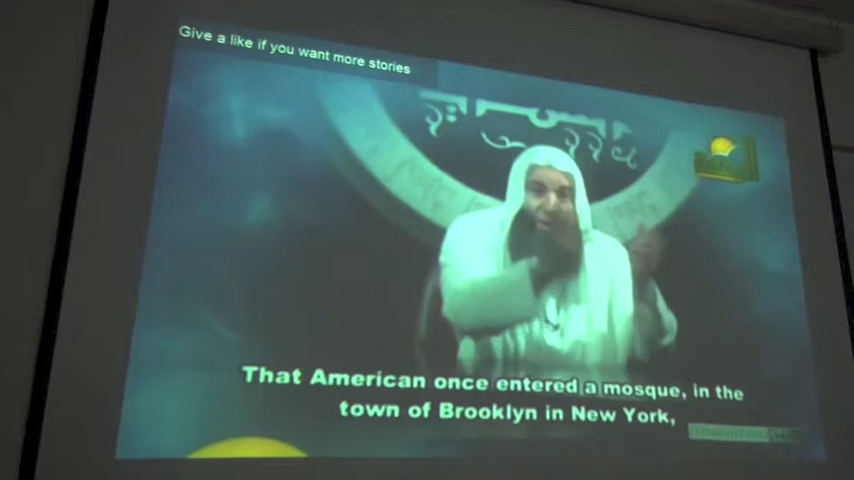 Give a like if you want more stories
That American once entered a mosque, in the
town of Brooklyn in New York,